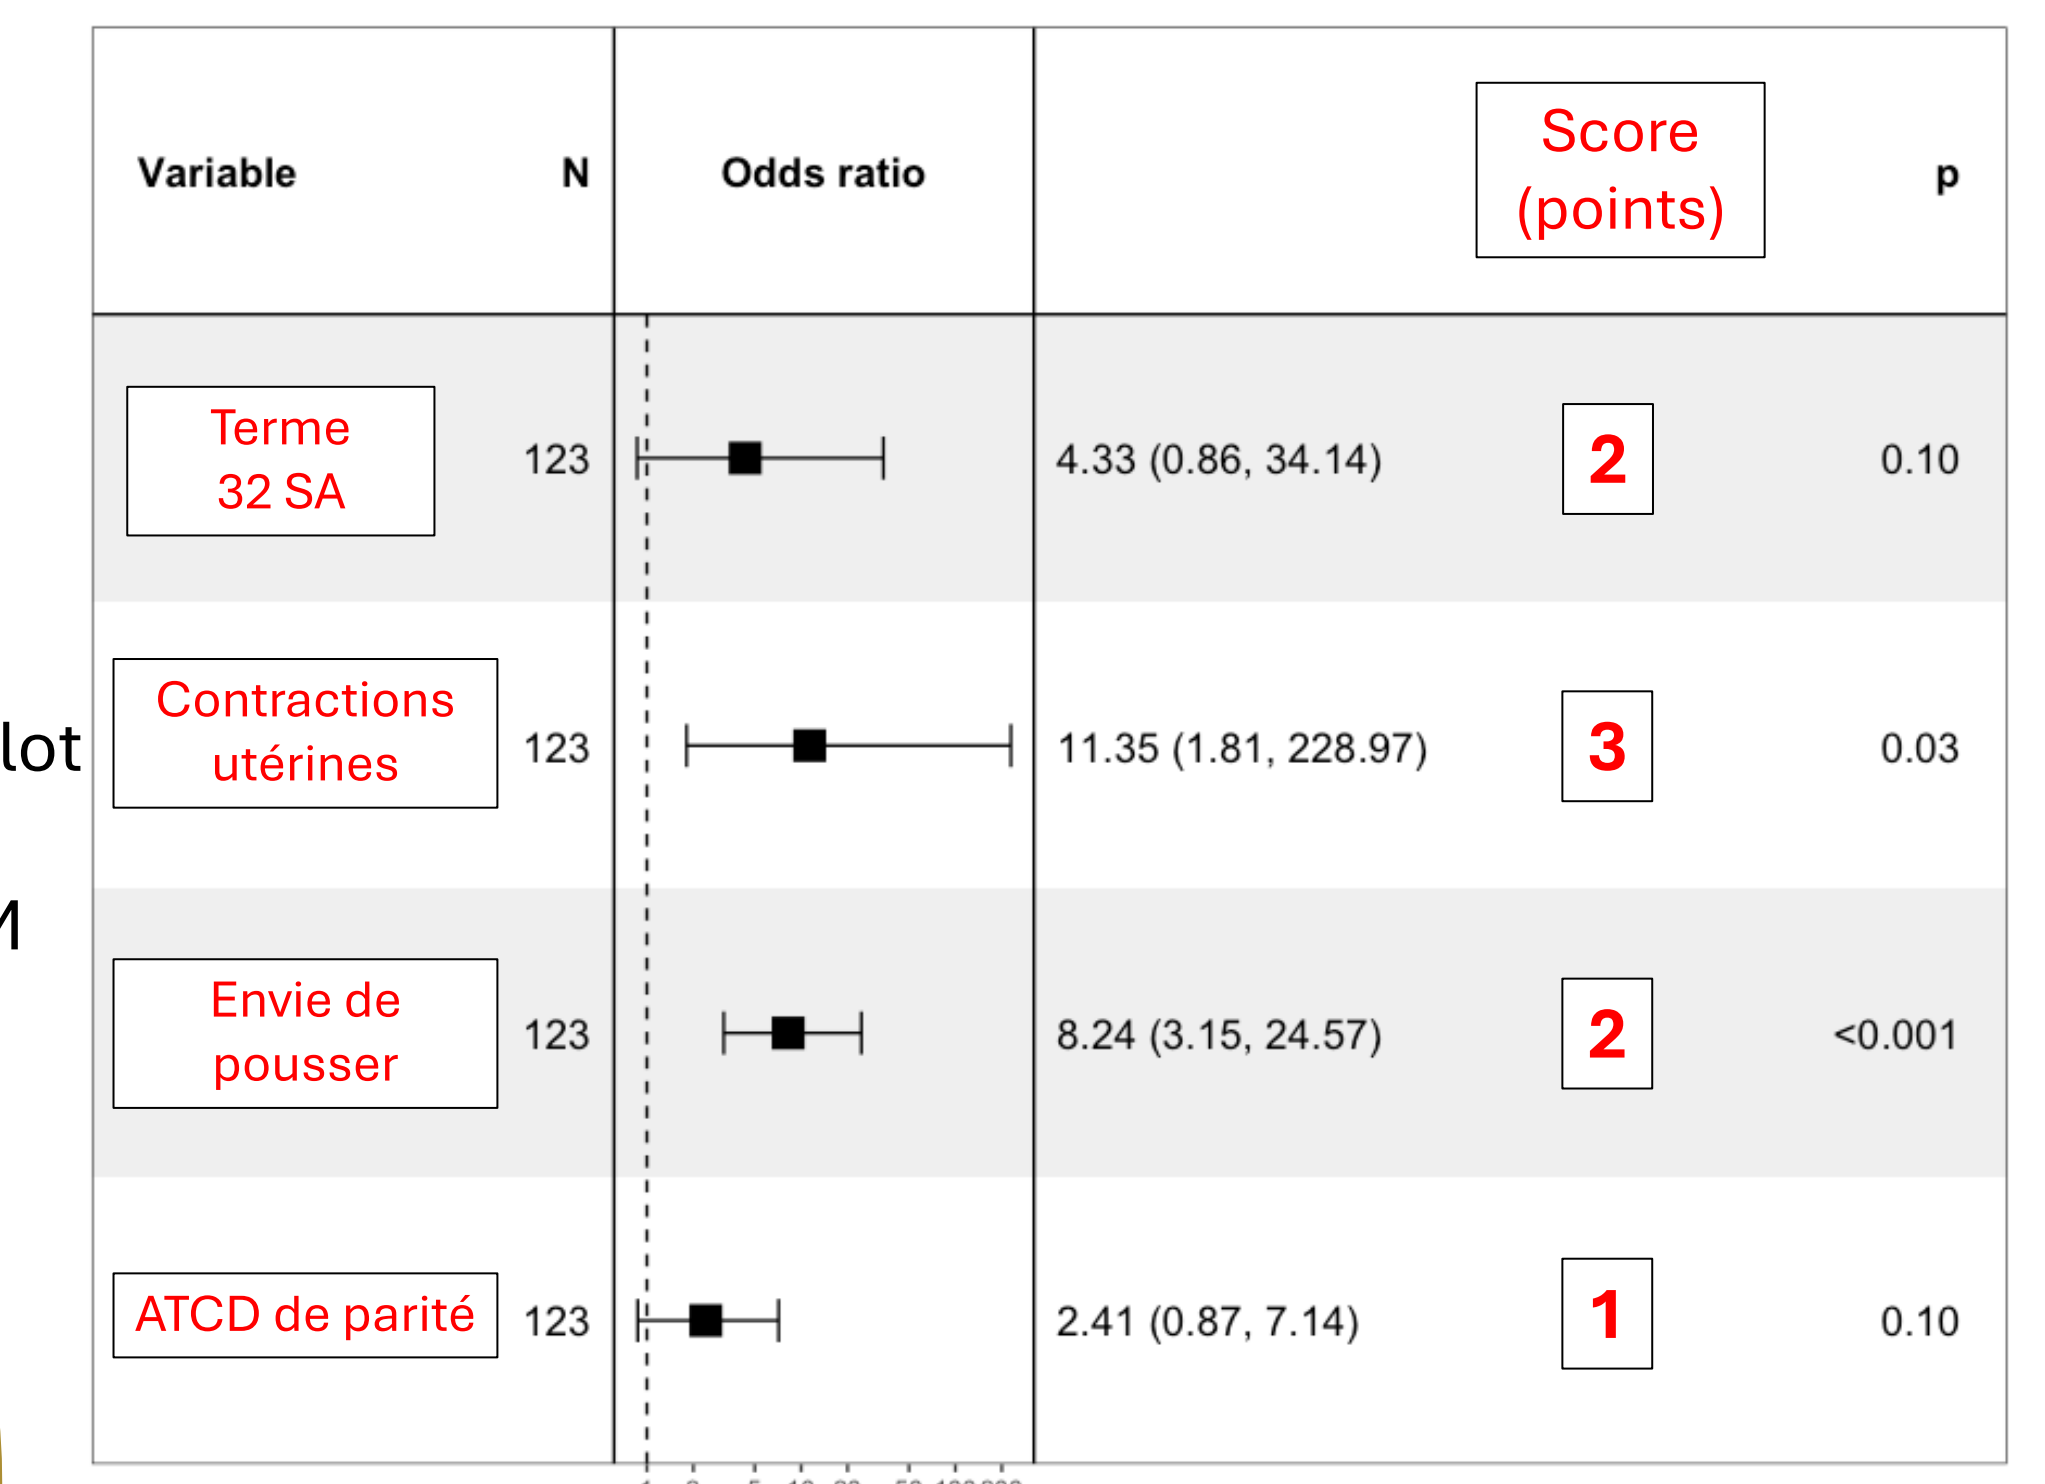 Variable N Odds ratio Score (points) p
Terme
32 SA
123 4.33 (0.86, 34.14) 2 0.10
lot
Contractions
utérines
123 11.35 (1.81, 228.97) 3 0.03
M
Envie de
pousser
123 8.24 (3.15, 24.57) 2 <0.001
ATCD de parité 123 2.41 (0.87, 7.14) 1 0.10